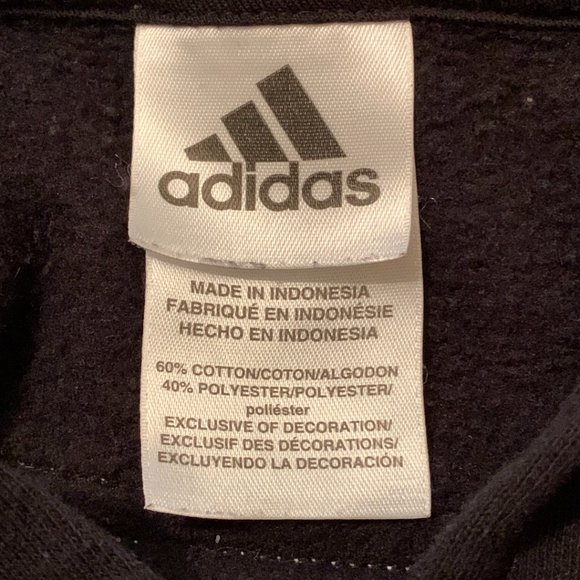 adidas
MADE IN INDONESIA
FABRIQUÉ EN INDONÉSIE
HECHO EN INDONESIA
60% COTTON/COTON/ALGODON
40% POLYESTER/POLYESTER/
poliéster
EXCLUSIVE OF DECORATION/
EXCLUSIF DES DÉCORATIONS/
EXCLUYENDO LA DECORACIÓN